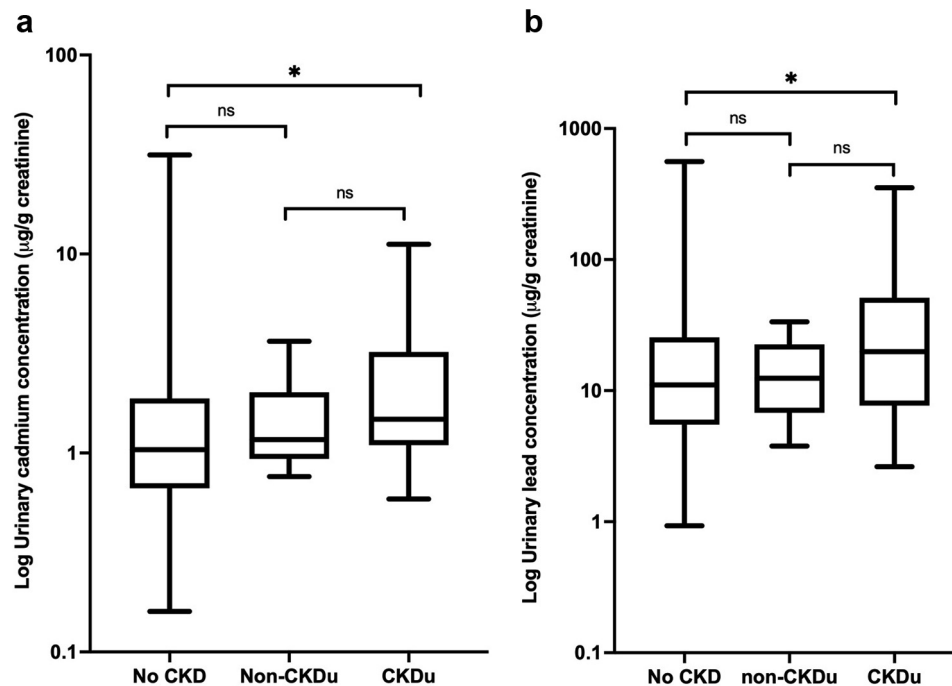 a
Log Urinary cadmium concentration (µg/g creatinine)
100
10
1
0.1
*
ns
ns
No CKD
Non-CKDu
CKDu
b
Log Urinary lead concentration (µg/g creatinine)
1000
100
10
1
0.1
*
ns
ns
No CKD
non-CKDu
CKDu